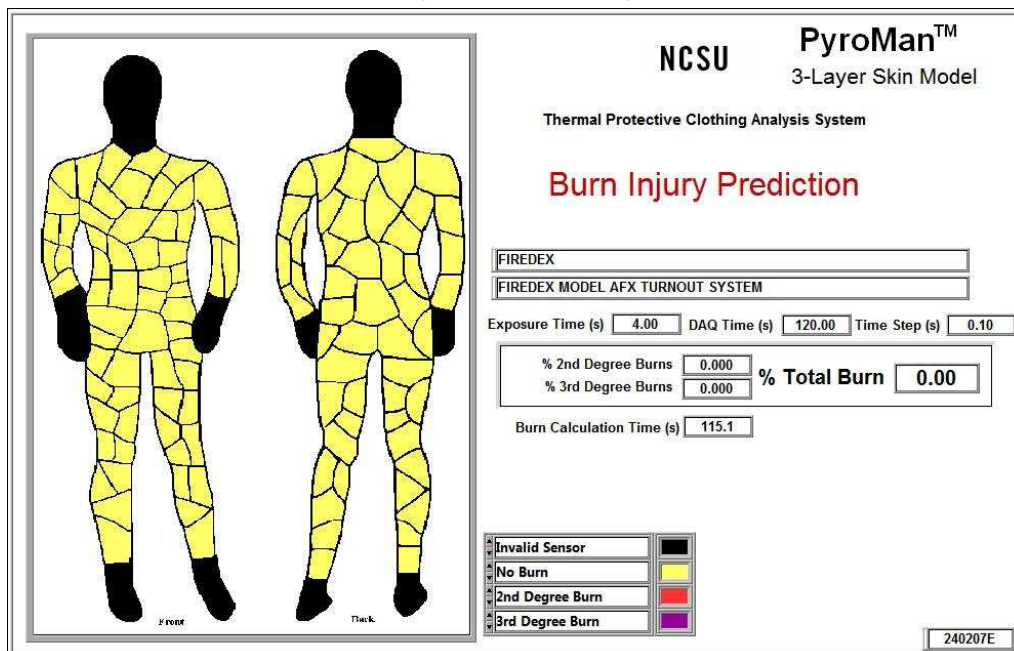 NCSU
PyroMan™
3-Layer Skin Model
Thermal Protective Clothing Analysis System
Burn Injury Prediction
FIREDEX
FIREDEX MODEL AFX TURNOUT SYSTEM
Exposure Time (s) 4.00 DAQ Time (s) 120.00 Time Step (s) 0.10
% 2nd Degree Burns 0.000
% 3rd Degree Burns 0.000
% Total Burn 0.00
Burn Calculation Time (s) 115.1
Invalid Sensor
No Burn
2nd Degree Burn
3rd Degree Burn
Front
Back
240207E